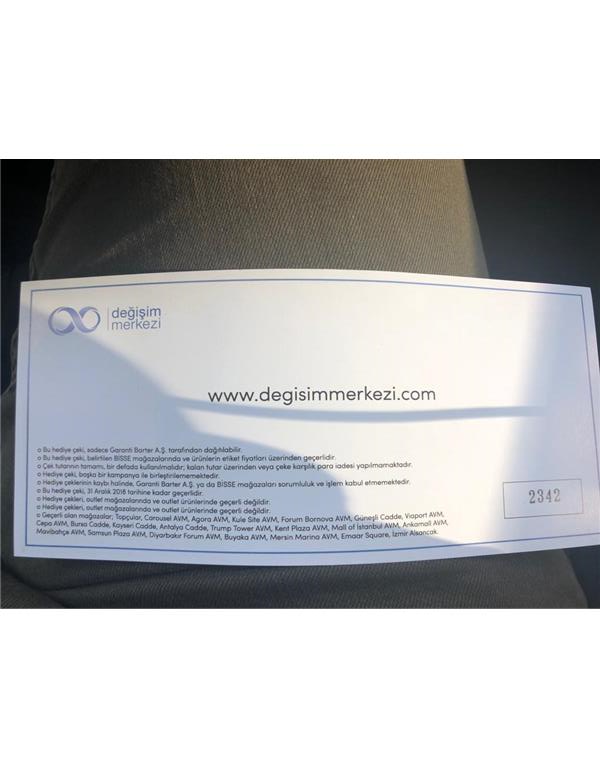 değişim
merkezi
www.degisimmerkezi.com
o Bu hediye çeki, sadece Garanti Barter A.Ş. tarafından dağıtılabilir.
o Bu hediye çeki, belirtilen BISSE mağazalarında ve ürünlerin etiket fiyatları üzerinden geçerlidir.
o Çek tutarının tamamı, bir defada kullanılmalıdır; kalan tutar üzerinden veya çeke karşılık para iadesi yapılmamaktadır.
o Hediye çeki, başka bir kampanya ile birleştirilememektedir.
o Hediye çeklerinin kaybı halinde, Garanti Barter A.Ş. ya da BISSE mağazaları sorumluluk ve işlem kabul etmemektedir.
o Bu hediye çeki, 31 Aralık 2018 tarihine kadar geçerlidir.
o Hediye çekleri, outlet mağazalarında ve outlet ürünlerinde geçerli değildir.
o Hediye çekleri, outlet mağazalarında ve outlet ürünlerinde geçerli değildir.
o Geçerli olan mağazalar; Topçular, Carousel AVM, Agora AVM, Kule Site AVM, Forum Bornova AVM, Güneşli Cadde, Viaport AVM,
Cepa AVM, Bursa Cadde, Kayseri Cadde, Antalya Cadde, Trump Tower AVM, Kent Plaza AVM, Mall of İstanbul AVM, Ankamall AVM,
Mavibahçe AVM, Samsun Plaza AVM, Diyarbakır Forum AVM, Buyaka AVM, Mersin Marina AVM, Emaar Square, İzmir Alsancak.
2342